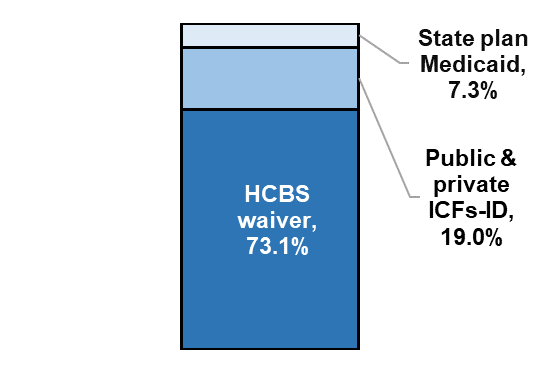 State plan
Medicaid,
7.3%
Public &
private
ICFs-ID,
19.0%
HCBS
waiver,
73.1%